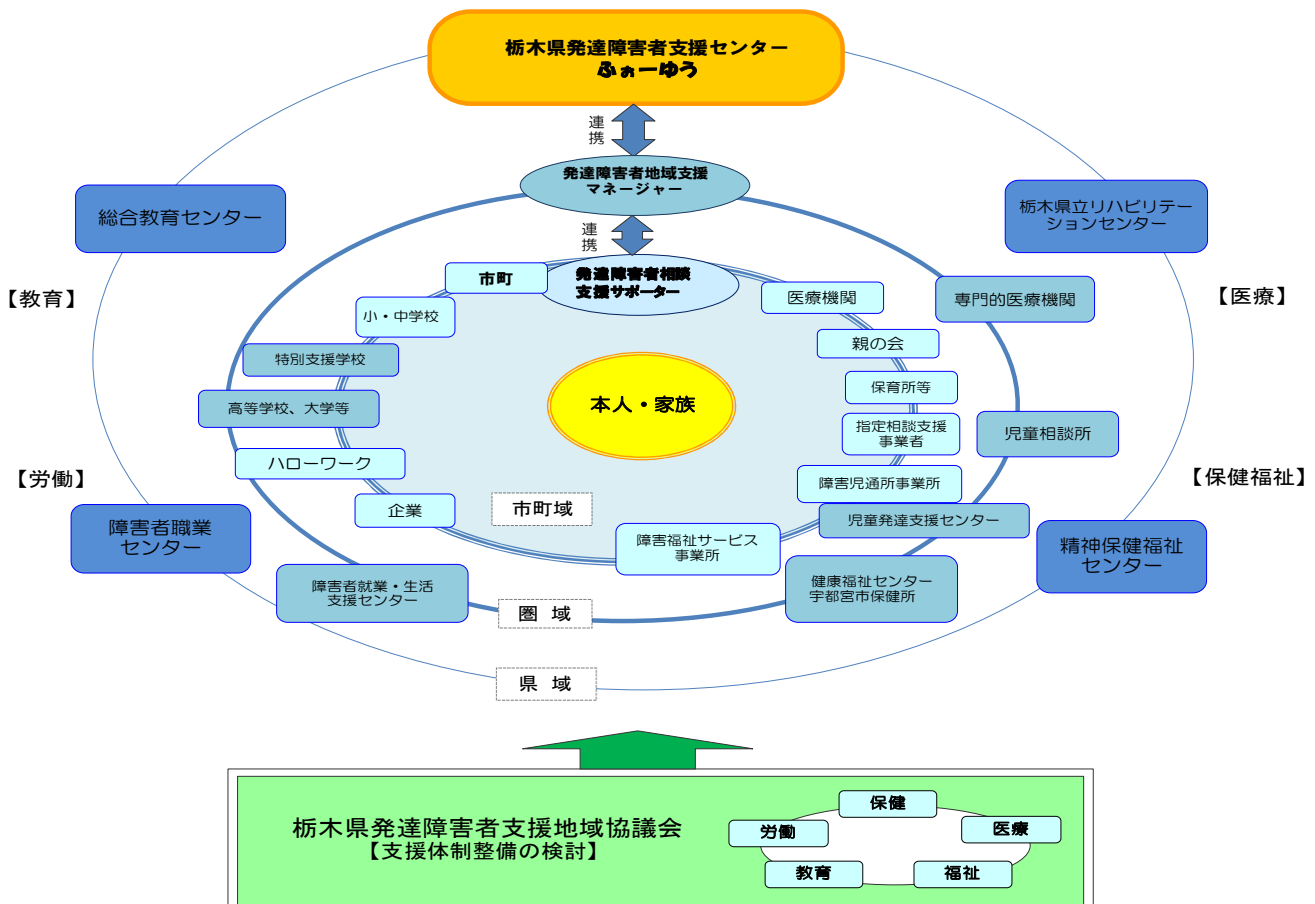 栃木県発達障害者支援センター
ふぉーゆう
連
携
発達障害者地域支援
マネージャー
総合教育センター
栃木県立リハビリテー
ションセンター
連
携
市町
発達障害者相談
支援サポーター
医療機関
専門的医療機関
【教育】
【医療】
小・中学校
親の会
特別支援学校
保育所等
本人・家族
高等学校、大学等
指定相談支援
事業者
児童相談所
ハローワーク
【労働】
障害児通所事業所
【保健福祉】
企業
市町域
児童発達支援センター
障害者職業
センター
障害福祉サービス
事業所
精神保健福祉
センター
障害者就業・生活
支援センター
健康福祉センター
宇都宮市保健所
圏 域
県 域
栃木県発達障害者支援地域協議会
【支援体制整備の検討】
保健
労働
医療
教育
福祉